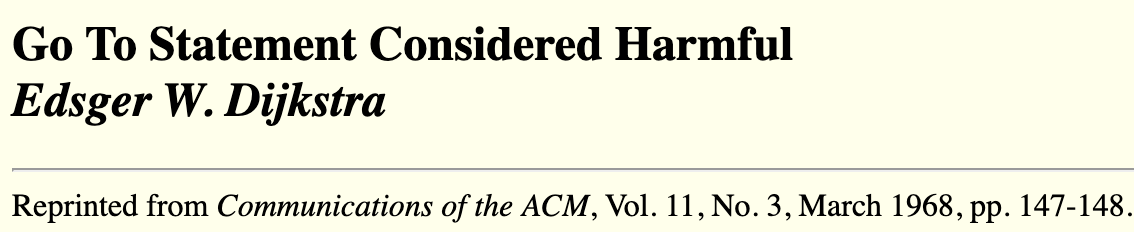 Go To Statement Considered Harmful
Edsger W. Dijkstra
Reprinted from Communications of the ACM, Vol. 11, No. 3, March 1968, pp. 147-148.